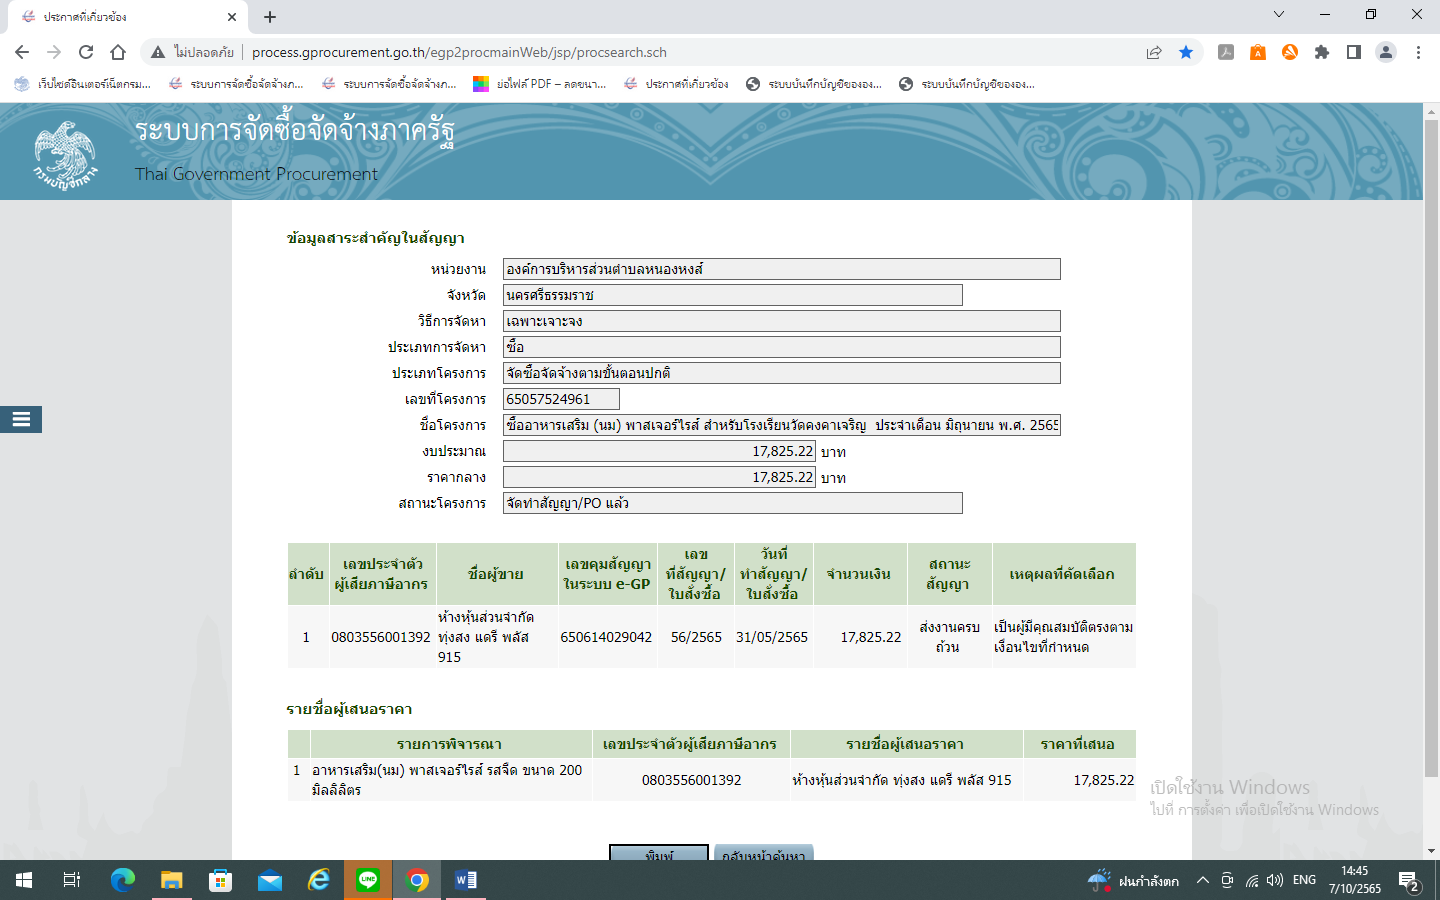 ประกาศที่เกี่ยวข้อง
ไม่ปลอดภัย | process.gprocurement.go.th/egp2procmainWeb/jsp/procsearch.sch
เว็บไซต์อินเตอร์เน็ตกรม... ระบบการจัดซื้อจัดจ้างภ... ระบบการจัดซื้อจัดจ้างภ... ย่อไฟล์ PDF – ลดขนา... ประกาศที่เกี่ยวข้อง ระบบบันทึกบัญชีขององ... ระบบบันทึกบัญชีขององ...
กรมบัญชีกลาง
ระบบการจัดซื้อจัดจ้างภาครัฐ
Thai Government Procurement
ข้อมูลสาระสำคัญในสัญญา
หน่วยงาน องค์การบริหารส่วนตำบลหนองหงส์
จังหวัด นครศรีธรรมราช
วิธีการจัดหา เฉพาะเจาะจง
ประเภทการจัดหา ซื้อ
ประเภทโครงการ จัดซื้อจัดจ้างตามขั้นตอนปกติ
เลขที่โครงการ 65057524961
ชื่อโครงการ ซื้ออาหารเสริม (นม) พาสเจอร์ไรส์ สำหรับโรงเรียนวัดคงคาเจริญ ประจำเดือน มิถุนายน พ.ศ. 2565
งบประมาณ 17,825.22 บาท
ราคากลาง 17,825.22 บาท
สถานะโครงการ จัดทำสัญญา/PO แล้ว
ลำดับ เลขประจำตัวผู้เสียภาษีอากร ชื่อผู้ขาย เลขคุมสัญญาในระบบ e-GP เลขที่สัญญา/ใบสั่งซื้อ วันที่ทำสัญญา/ใบสั่งซื้อ จำนวนเงิน สถานะสัญญา เหตุผลที่คัดเลือก
1 0803556001392 ห้างหุ้นส่วนจำกัด ทุ่งสง แดรี่ พลัส 915 650614029042 56/2565 31/05/2565 17,825.22 ส่งงานครบถ้วน เป็นผู้มีคุณสมบัติตรงตามเงื่อนไขที่กำหนด
รายชื่อผู้เสนอราคา
รายการพิจารณา เลขประจำตัวผู้เสียภาษีอากร รายชื่อผู้เสนอราคา ราคาที่เสนอ
1 อาหารเสริม(นม) พาสเจอร์ไรส์ รสจืด ขนาด 200 มิลลิลิตร 0803556001392 ห้างหุ้นส่วนจำกัด ทุ่งสง แดรี่ พลัส 915 17,825.22
เปิดใช้งาน Windows
ไปที่ การตั้งค่า เพื่อเปิดใช้งาน Windows
พิมพ์ กลับหน้าค้นหา
LINE
ฝนกำลังตก ENG 14:45
7/10/2565 2